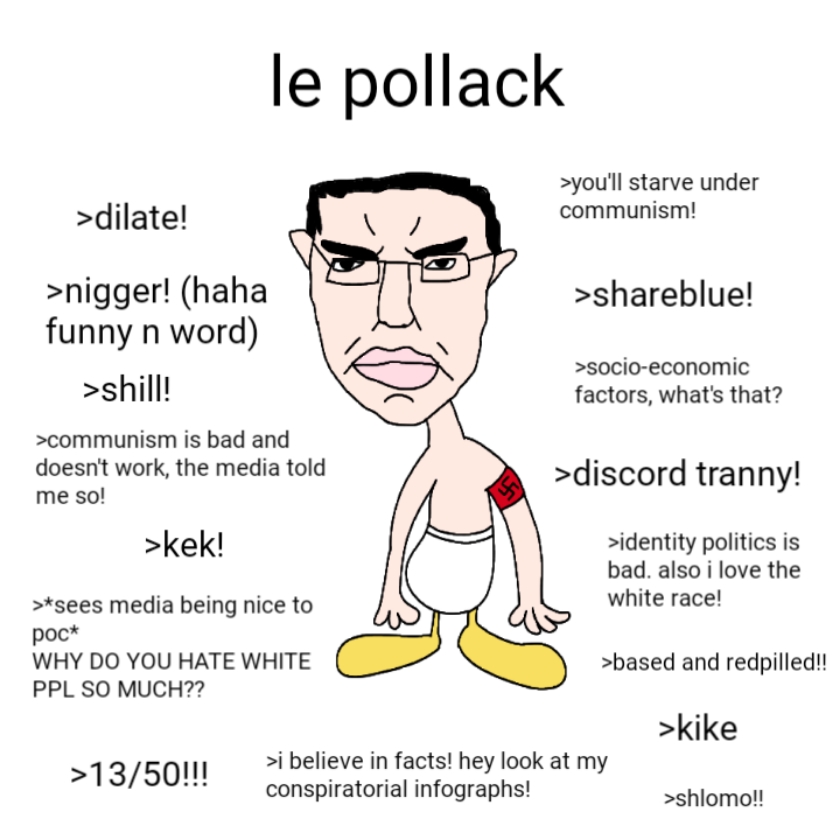 le pollack
>dilate!
>nigger! (haha
funny n word)
>shill!
>communism is bad and
doesn't work, the media told
me so!
>kek!
>*sees media being nice to
poc*
WHY DO YOU HATE WHITE
PPL SO MUCH??
>13/50!!!
>i believe in facts! hey look at my
conspiratorial infographs!
>you'll starve under
communism!
>shareblue!
>socio-economic
factors, what's that?
>discord tranny!
>identity politics is
bad. also i love the
white race!
>based and redpilled!!
>kike
>shlomo!!